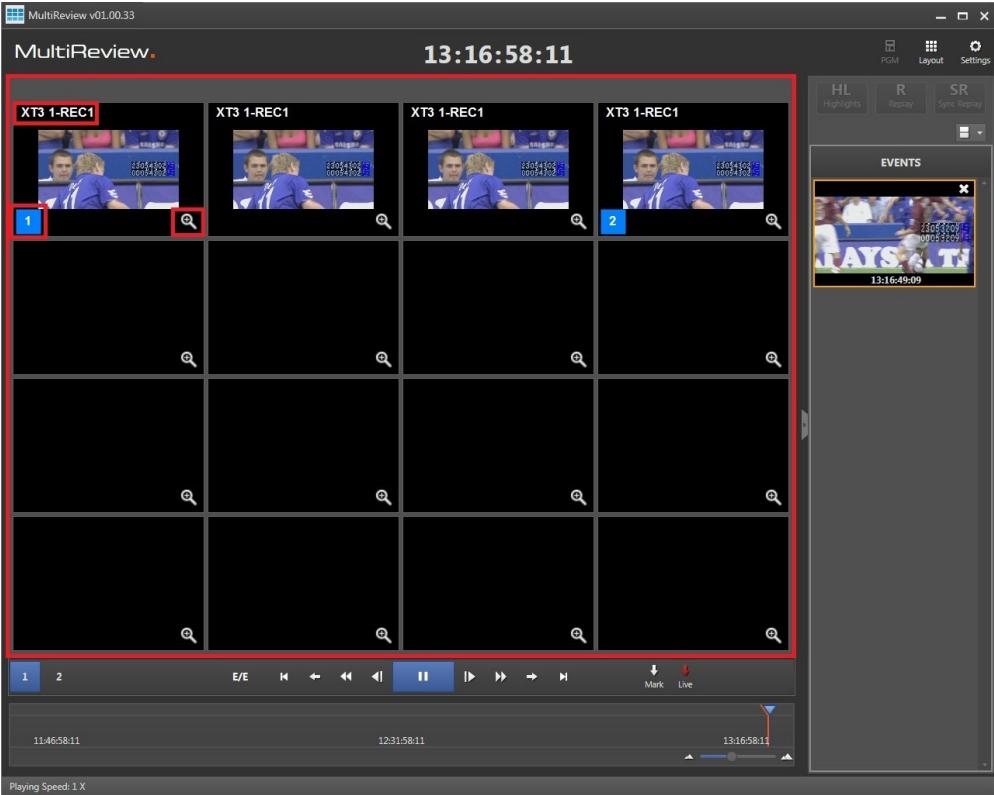 MultiReview v01.00.33
MultiReview.
13:16:58:11
PGM
Layout
Settings
HL
Highlights
R
Replay
SR
Sync Replay
XT3 1-REC1
XT3 1-REC1
XT3 1-REC1
XT3 1-REC1
EVENTS
1
2
13:16:49:09
1
2
E/E
Mark
Live
11:46:58:11
12:31:58:11
13:16:58:11
Playing Speed: 1 X